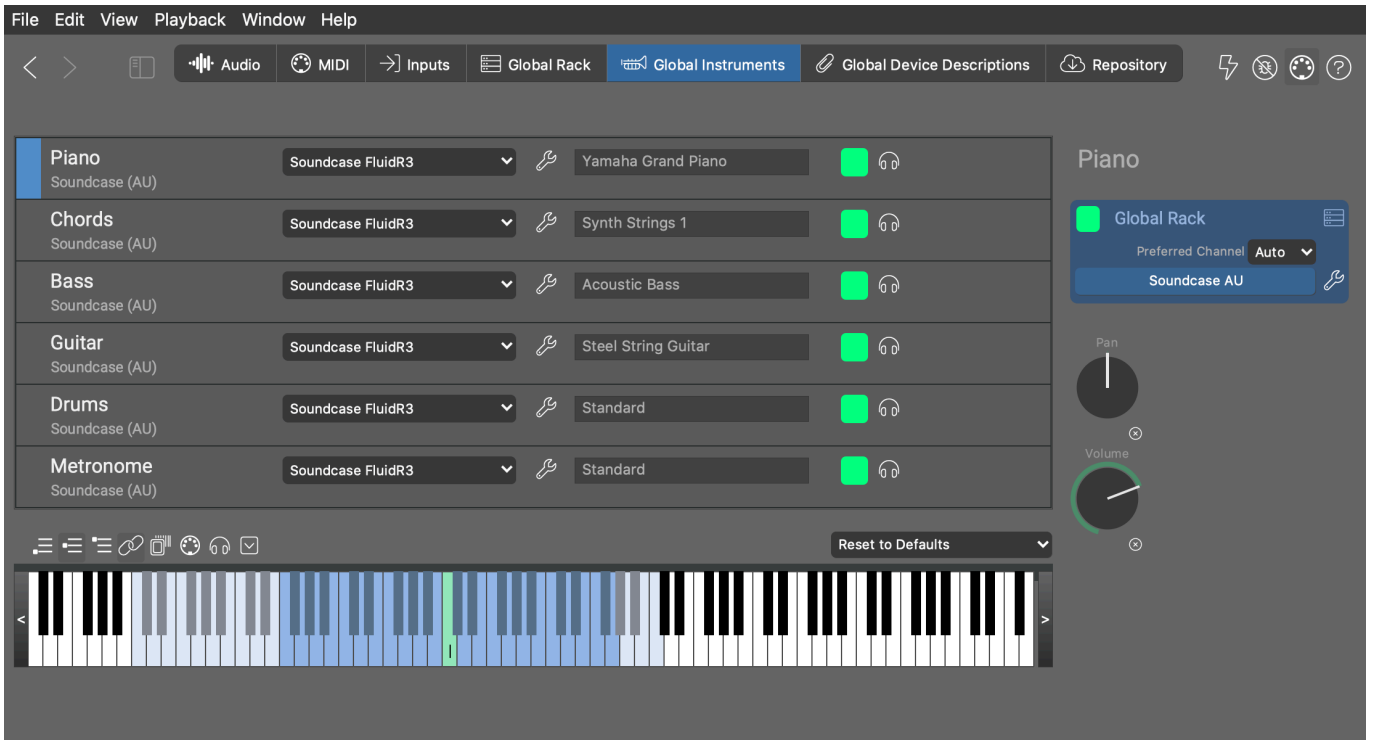 File Edit View Playback Window Help
Audio MIDI Inputs Global Rack Global Instruments Global Device Descriptions Repository
Piano Soundcase FluidR3 Yamaha Grand Piano
Soundcase (AU)
Chords Soundcase FluidR3 Synth Strings 1
Soundcase (AU)
Bass Soundcase FluidR3 Acoustic Bass
Soundcase (AU)
Guitar Soundcase FluidR3 Steel String Guitar
Soundcase (AU)
Drums Soundcase FluidR3 Standard
Soundcase (AU)
Metronome Soundcase FluidR3 Standard
Soundcase (AU)
Reset to Defaults
Piano
Global Rack
Preferred Channel Auto
Soundcase AU
Pan
Volume